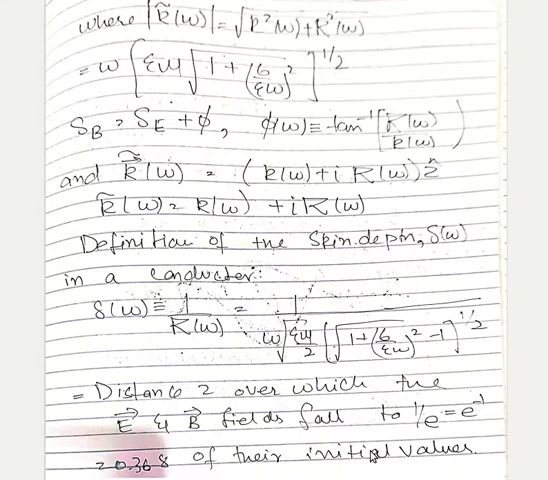 where |k̃(ω)| = √k²(ω) + K²(ω)
= ω [ εμ √1 + (σ/εω)² ]^1/2
δ_B = δ_E + φ, φ(ω) ≡ tan⁻¹ [K(ω)/k(ω)]
and k̃⃗(ω) = (k(ω) + i K(ω)) ẑ
k̃(ω) = k(ω) + iK(ω)
Definition of the skin depth, δ(ω)
in a conductor:
δ(ω) ≡ 1/K(ω) = 1/ω√εμ/2 [√1+(σ/εω)² -1]^1/2
= Distance z over which the
E⃗ & B⃗ fields fall to 1/e = e⁻¹
= 0.368 of their initial values.